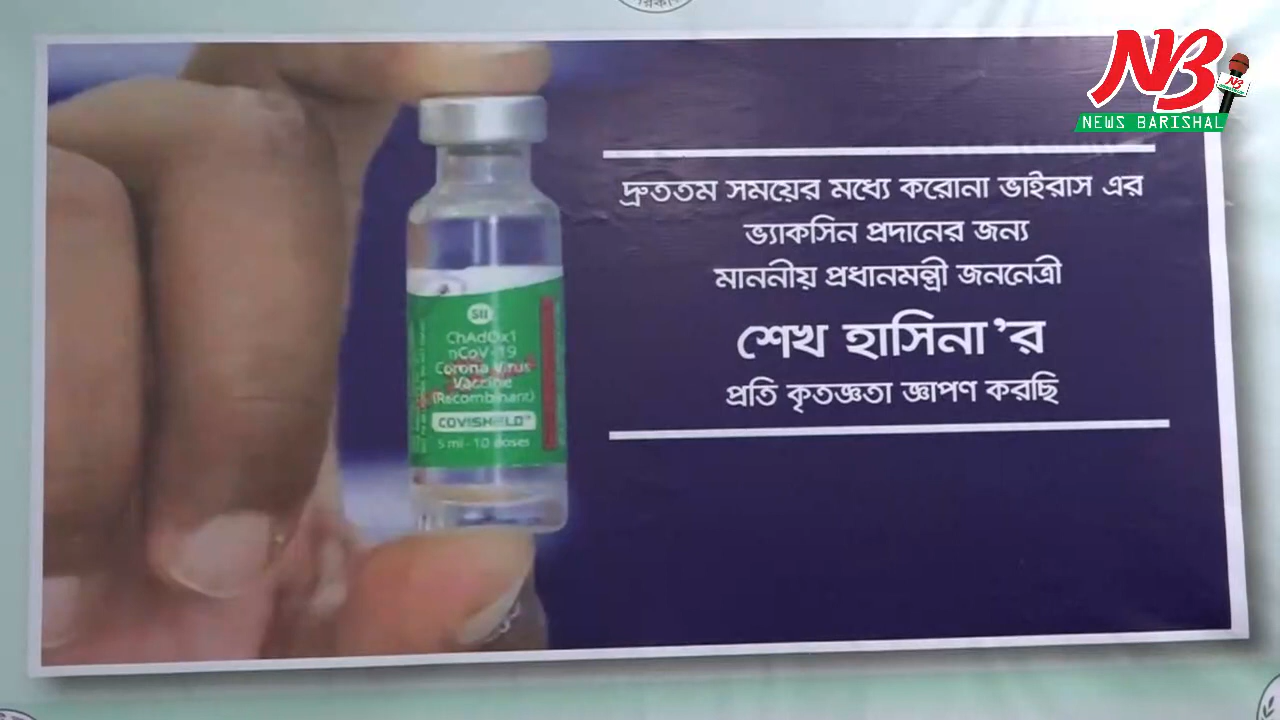 NB
NEWS BARISHAL
দ্রুততম সময়ের মধ্যে করোনা ভাইরাস এর
ভ্যাকসিন প্রদানের জন্য
মাননীয় প্রধানমন্ত্রী জননেত্রী
শেখ হাসিনা’র
প্রতি কৃতজ্ঞতা জ্ঞাপণ করছি
SII
ChAdOx1
nCoV-19
Corona Virus
Vaccine
(Recombinant)
COVISHIELD™
5 ml - 10 doses